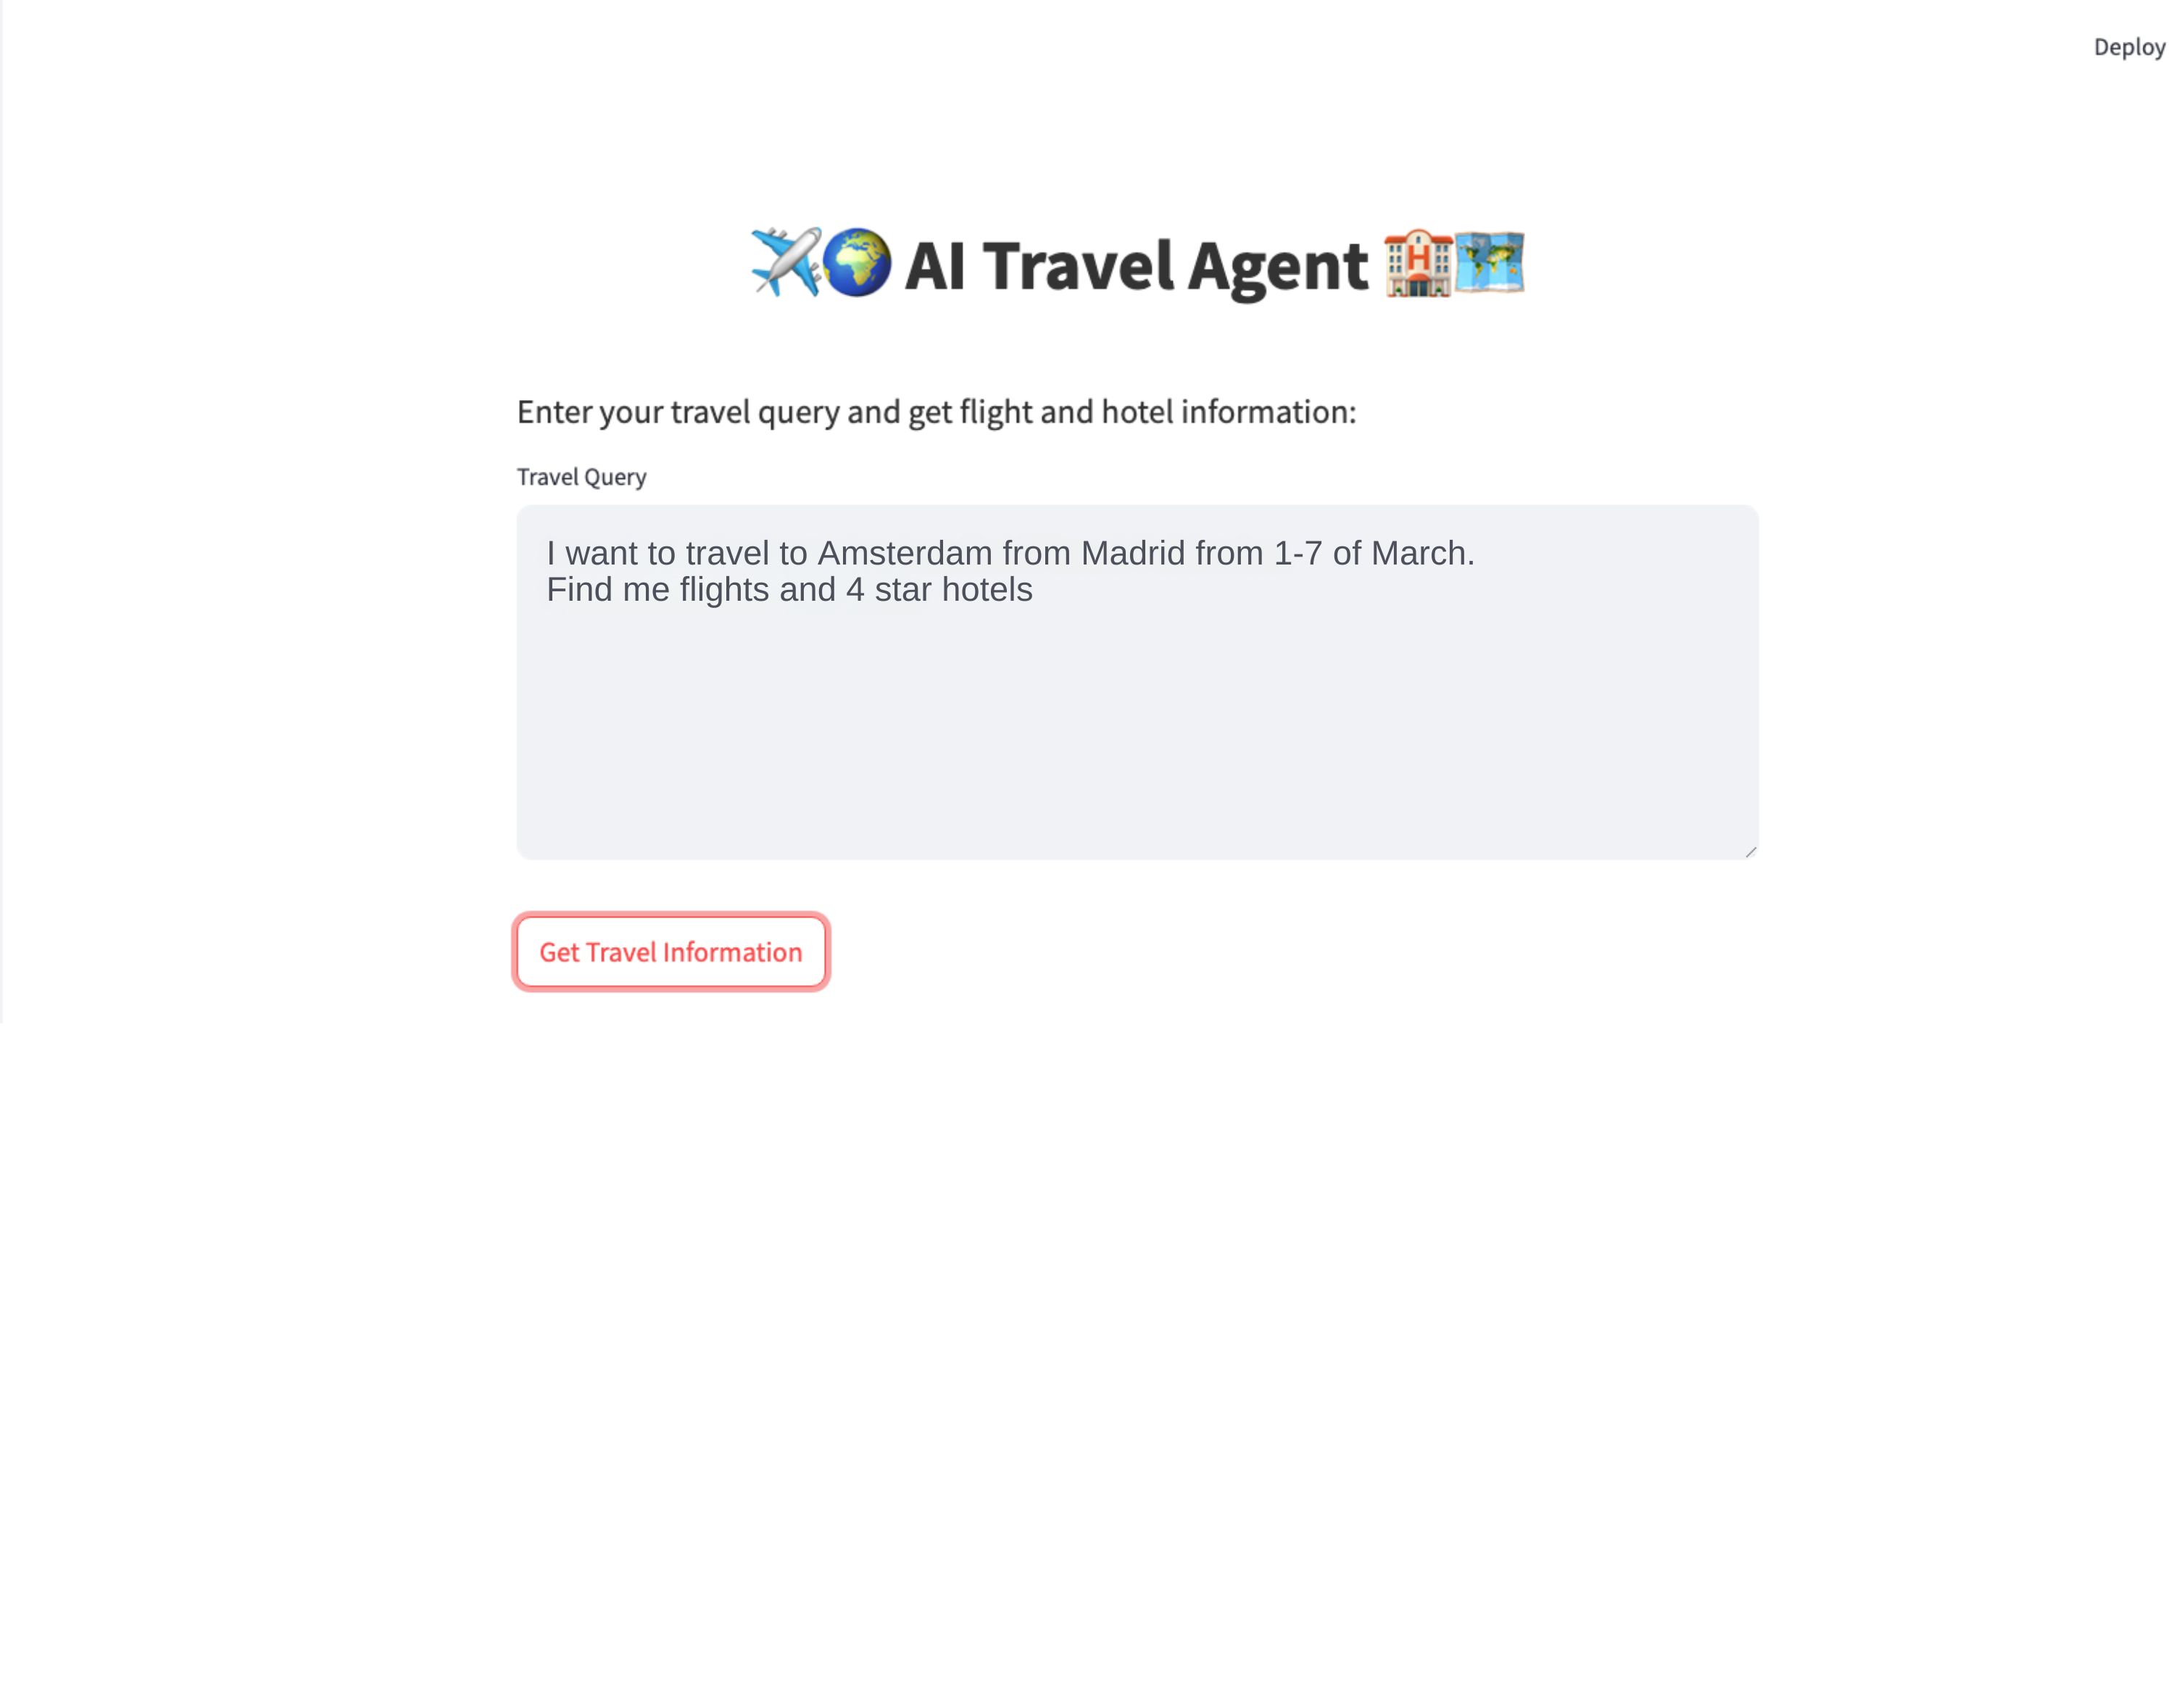 Deploy
AI Travel Agent
Enter your travel query and get flight and hotel information:
Travel Query
I want to travel to Amsterdam from Madrid from 1-7 of March.
Find me flights and 4 star hotels
Get Travel Information